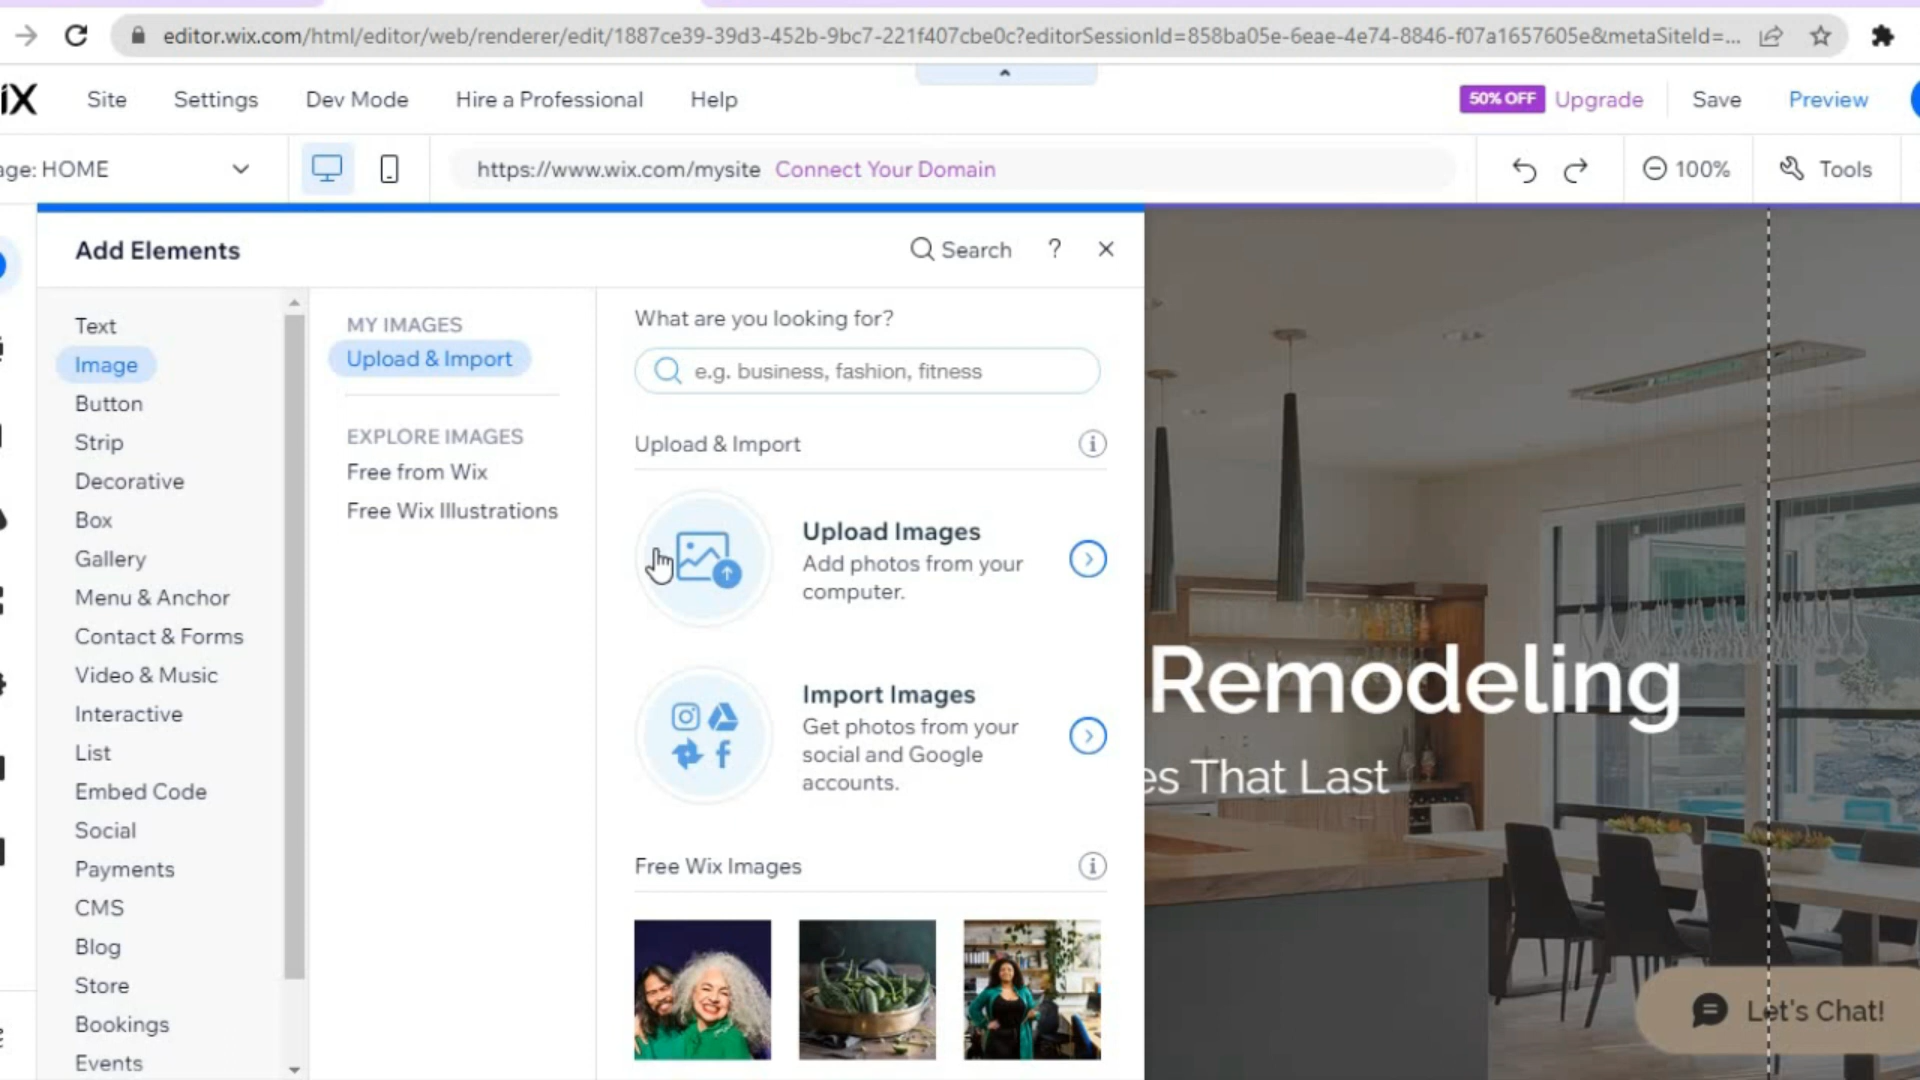 editor.wix.com/html/editor/web/renderer/edit/1887ce39-39d3-452b-9bc7-221f407cbe0c?editorSessionId=858ba05e-6eae-4e74-8846-f07a1657605e&metaSiteId=...
iX Site Settings Dev Mode Hire a Professional Help 50% OFF Upgrade Save Preview
age: HOME https://www.wix.com/mysite Connect Your Domain 100% Tools
Add Elements Search ?
Text
Image
Button
Strip
Decorative
Box
Gallery
Menu & Anchor
Contact & Forms
Video & Music
Interactive
List
Embed Code
Social
Payments
CMS
Blog
Store
Bookings
Events
MY IMAGES
Upload & Import
EXPLORE IMAGES
Free from Wix
Free Wix Illustrations
What are you looking for?
e.g. business, fashion, fitness
Upload & Import
Upload Images
Add photos from your
computer.
Import Images
Get photos from your
social and Google
accounts.
Free Wix Images
Remodeling
es That Last
Let's Chat!